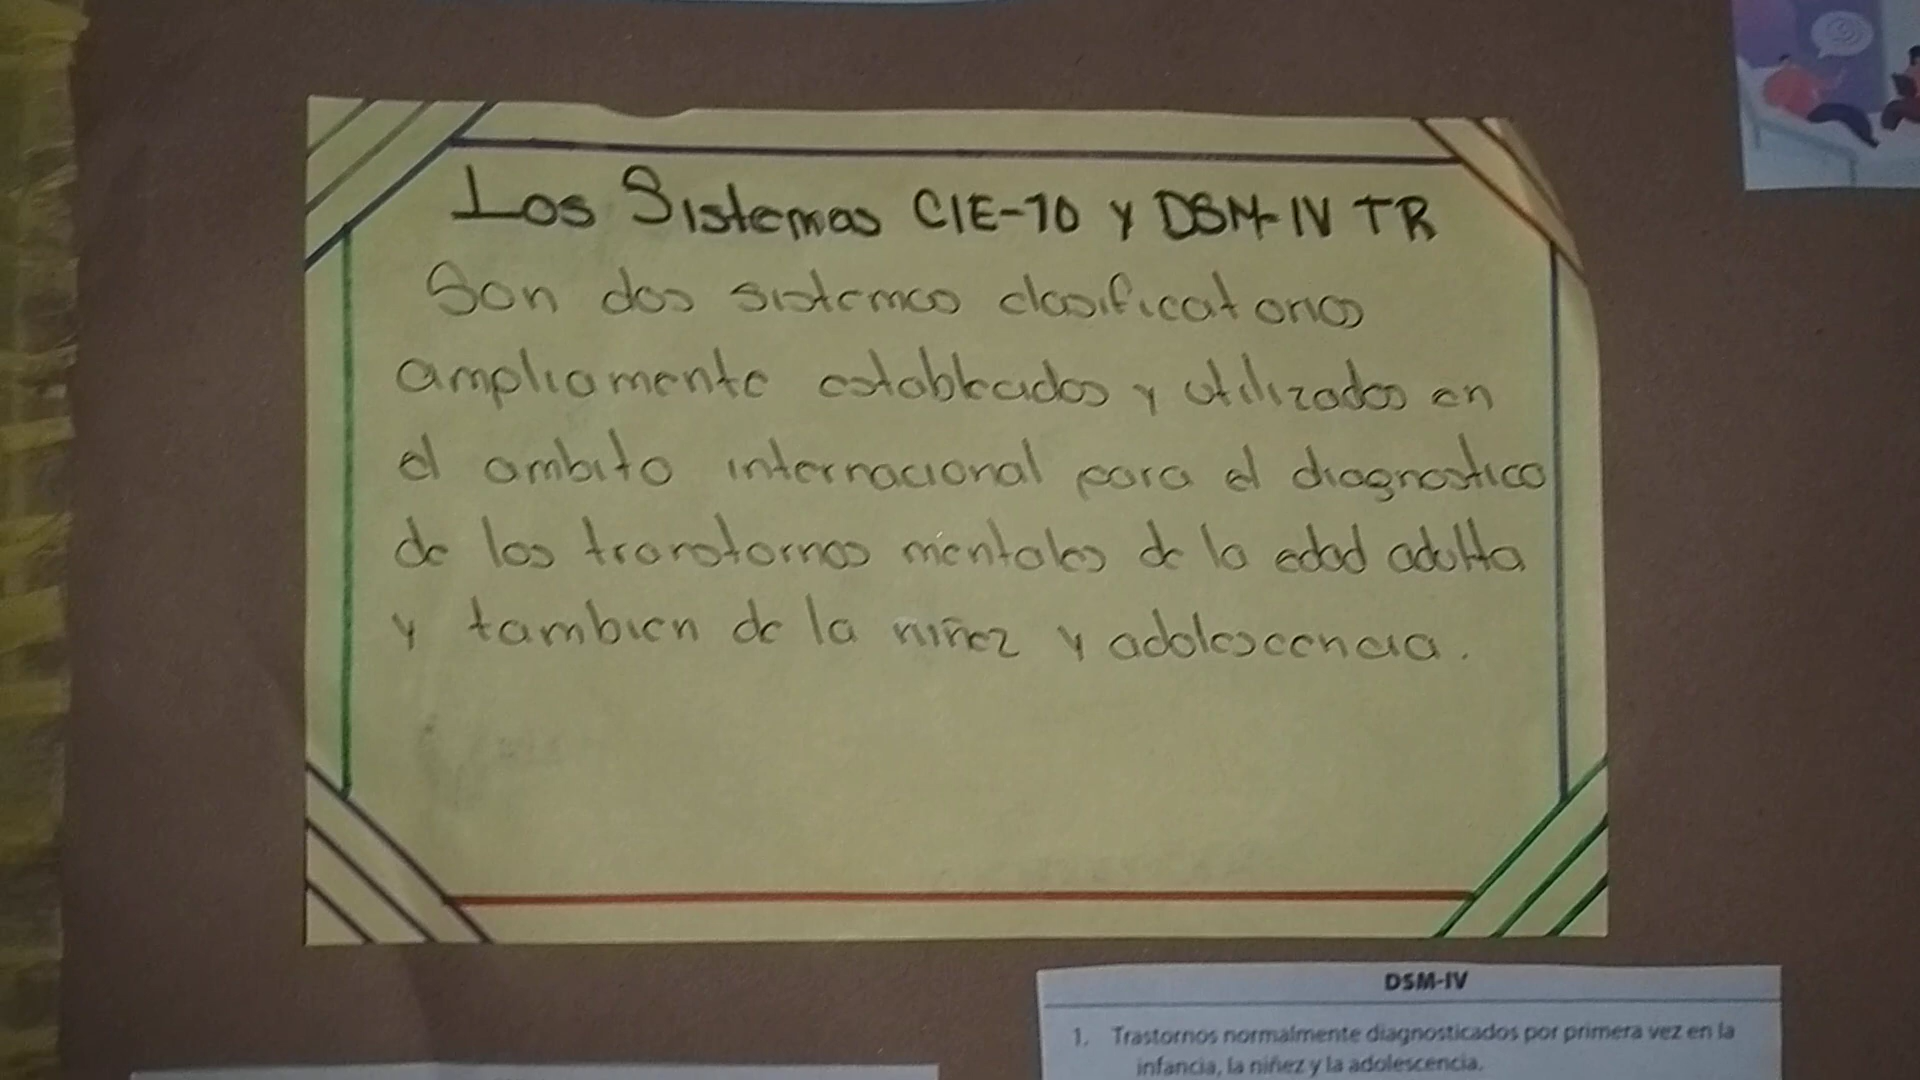 Los Sistemas CIE-10 y DSM-IV TR
Son dos sistemas clasificatorios
ampliamente establecidos y utilizados en
el ambito internacional para el diagnostico
de los transtornos mentales de la edad adulta
y tambien de la niñez y adolescencia.
DSM-IV
1. Trastornos normalmente diagnosticados por primera vez en la
infancia, la niñez y la adolescencia.